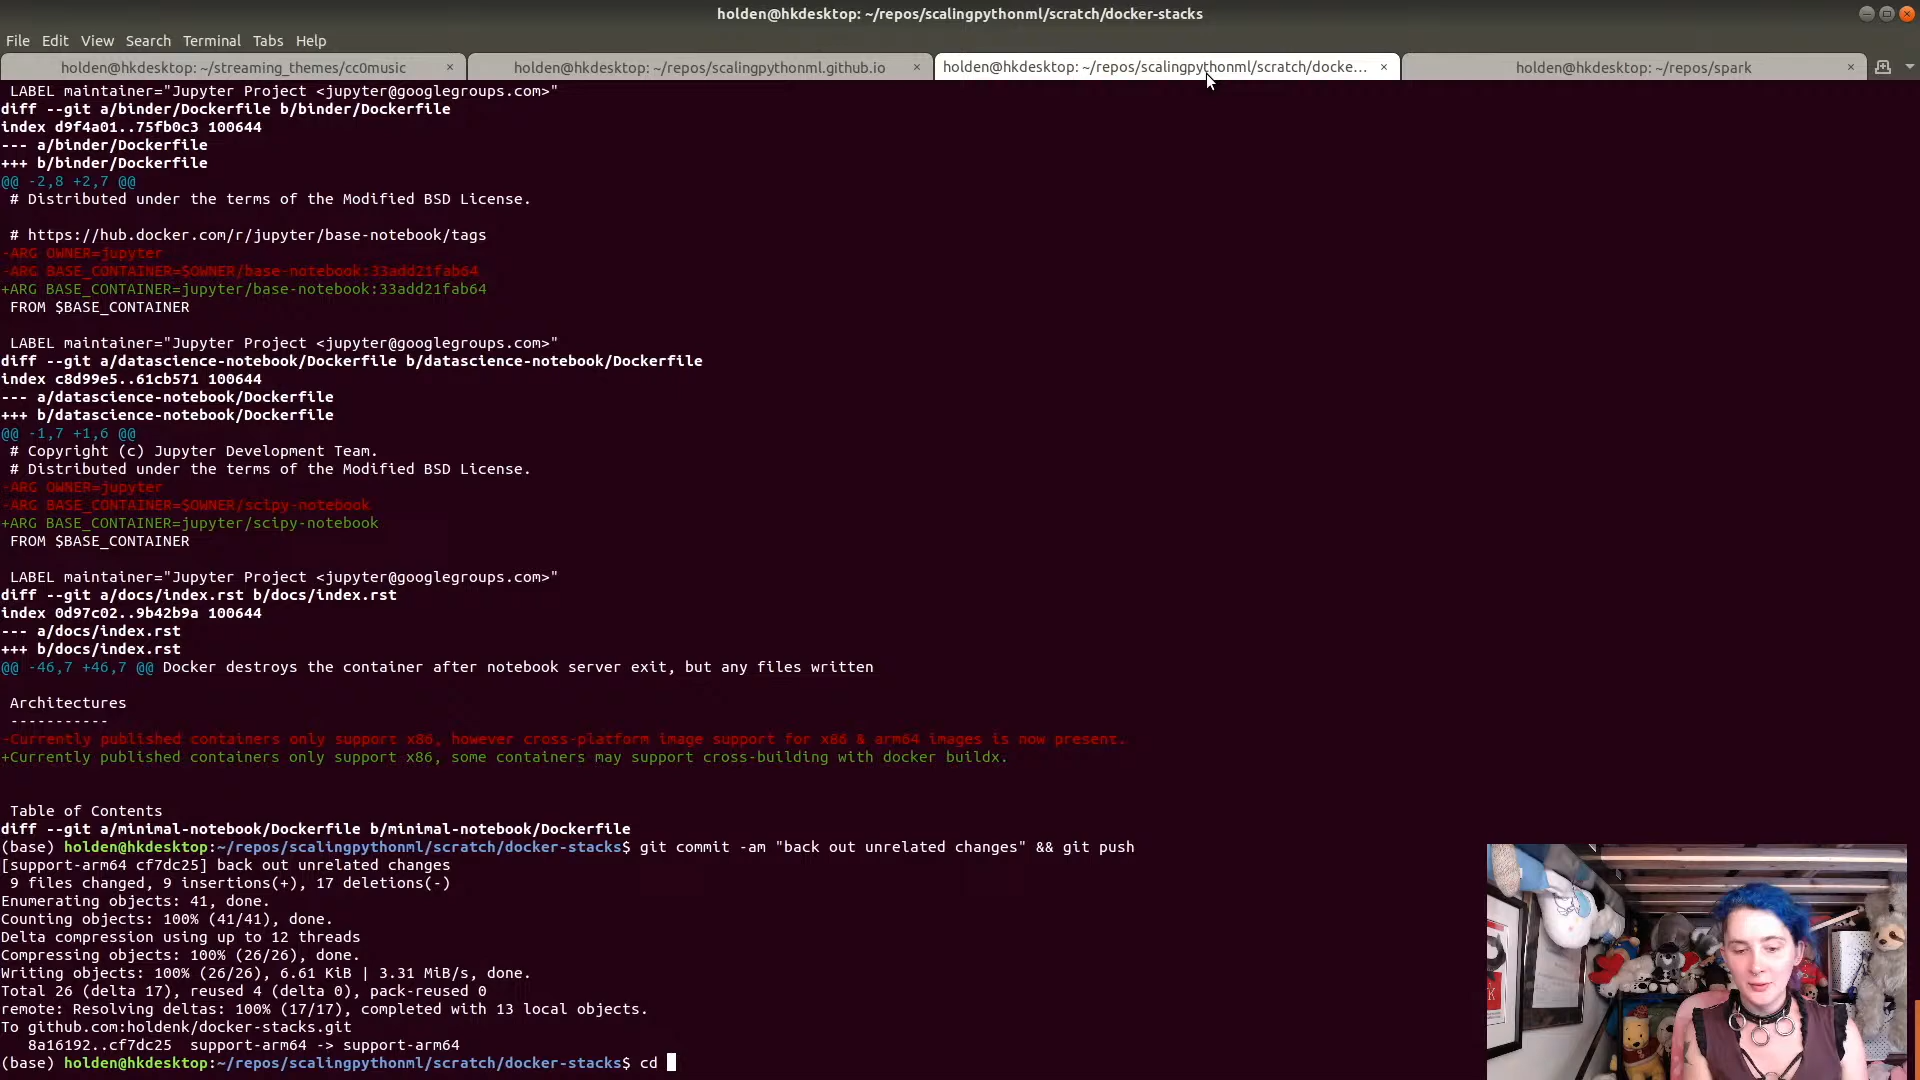 holden@hkdesktop: ~/repos/scalingpythonml/scratch/docker-stacks
File Edit View Search Terminal Tabs Help
holden@hkdesktop: ~/streaming_themes/cc0music × holden@hkdesktop: ~/repos/scalingpythonml.github.io × holden@hkdesktop: ~/repos/scalingpythonml/scratch/docke... × holden@hkdesktop: ~/repos/spark ×
LABEL maintainer="Jupyter Project <jupyter@googlegroups.com>"
diff --git a/binder/Dockerfile b/binder/Dockerfile
index d9f4a01..75fb0c3 100644
--- a/binder/Dockerfile
+++ b/binder/Dockerfile
@@ -2,8 +2,7 @@
# Distributed under the terms of the Modified BSD License.
# https://hub.docker.com/r/jupyter/base-notebook/tags
-ARG OWNER=jupyter
-ARG BASE_CONTAINER=$OWNER/base-notebook:33add21fab64
+ARG BASE_CONTAINER=jupyter/base-notebook:33add21fab64
FROM $BASE_CONTAINER
LABEL maintainer="Jupyter Project <jupyter@googlegroups.com>"
diff --git a/datascience-notebook/Dockerfile b/datascience-notebook/Dockerfile
index c8d99e5..61cb571 100644
--- a/datascience-notebook/Dockerfile
+++ b/datascience-notebook/Dockerfile
@@ -1,7 +1,6 @@
# Copyright (c) Jupyter Development Team.
# Distributed under the terms of the Modified BSD License.
-ARG OWNER=jupyter
-ARG BASE_CONTAINER=$OWNER/scipy-notebook
+ARG BASE_CONTAINER=jupyter/scipy-notebook
FROM $BASE_CONTAINER
LABEL maintainer="Jupyter Project <jupyter@googlegroups.com>"
diff --git a/docs/index.rst b/docs/index.rst
index 0d97c02..9b42b9a 100644
--- a/docs/index.rst
+++ b/docs/index.rst
@@ -46,7 +46,7 @@ Docker destroys the container after notebook server exit, but any files written
Architectures
-----------
-Currently published containers only support x86, however cross-platform image support for x86 & arm64 images is now present.
+Currently published containers only support x86, some containers may support cross-building with docker buildx.
Table of Contents
diff --git a/minimal-notebook/Dockerfile b/minimal-notebook/Dockerfile
(base) holden@hkdesktop:~/repos/scalingpythonml/scratch/docker-stacks$ git commit -am "back out unrelated changes" && git push
[support-arm64 cf7dc25] back out unrelated changes
9 files changed, 9 insertions(+), 17 deletions(-)
Enumerating objects: 41, done.
Counting objects: 100% (41/41), done.
Delta compression using up to 12 threads
Compressing objects: 100% (26/26), done.
Writing objects: 100% (26/26), 6.61 KiB | 3.31 MiB/s, done.
Total 26 (delta 17), reused 4 (delta 0), pack-reused 0
remote: Resolving deltas: 100% (17/17), completed with 13 local objects.
To github.com:holdenk/docker-stacks.git
8a16192..cf7dc25 support-arm64 -> support-arm64
(base) holden@hkdesktop:~/repos/scalingpythonml/scratch/docker-stacks$ cd